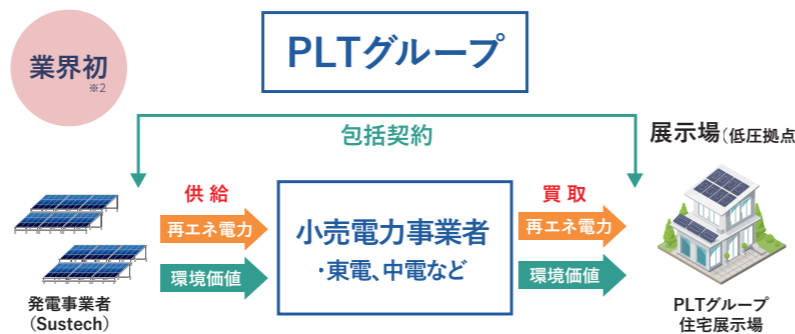 業界初
※2
PLTグループ
包括契約
展示場(低圧拠点
供給
再エネ電力
環境価値
小売電力事業者
・東電、中電など
買取
再エネ電力
環境価値
発電事業者
(Sustech)
PLTグループ
住宅展示場